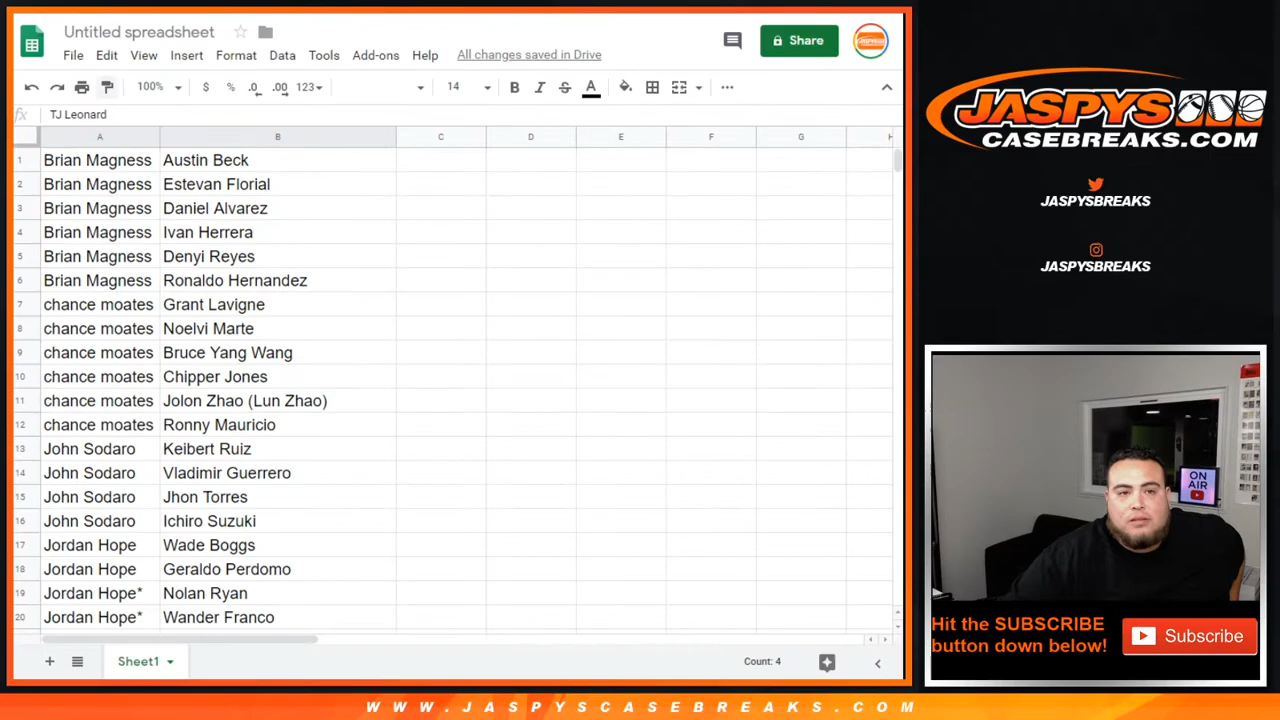 Untitled spreadsheet
File Edit View Insert Format Data Tools Add-ons Help All changes saved in Drive
Share
100% $ % .0 .00 123 14 B I S A
fx TJ Leonard
A B C D E F G H
1 Brian Magness Austin Beck
2 Brian Magness Estevan Florial
3 Brian Magness Daniel Alvarez
4 Brian Magness Ivan Herrera
5 Brian Magness Denyi Reyes
6 Brian Magness Ronaldo Hernandez
7 chance moates Grant Lavigne
8 chance moates Noelvi Marte
9 chance moates Bruce Yang Wang
10 chance moates Chipper Jones
11 chance moates Jolon Zhao (Lun Zhao)
12 chance moates Ronny Mauricio
13 John Sodaro Keibert Ruiz
14 John Sodaro Vladimir Guerrero
15 John Sodaro Jhon Torres
16 John Sodaro Ichiro Suzuki
17 Jordan Hope Wade Boggs
18 Jordan Hope Geraldo Perdomo
19 Jordan Hope* Nolan Ryan
20 Jordan Hope* Wander Franco
Sheet1
Count: 4
JASPYS
CASEBREAKS.COM
JASPYSBREAKS
JASPYSBREAKS
ON
AIR
Hit the SUBSCRIBE
button down below!
Subscribe
WWW.JASPYSCASEBREAKS.COM